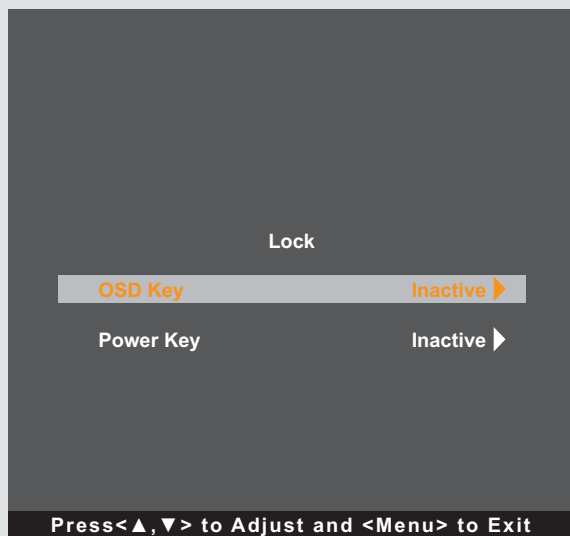 Lock
OSD Key Inactive
Power Key Inactive
Press<▲,▼> to Adjust and <Menu> to Exit